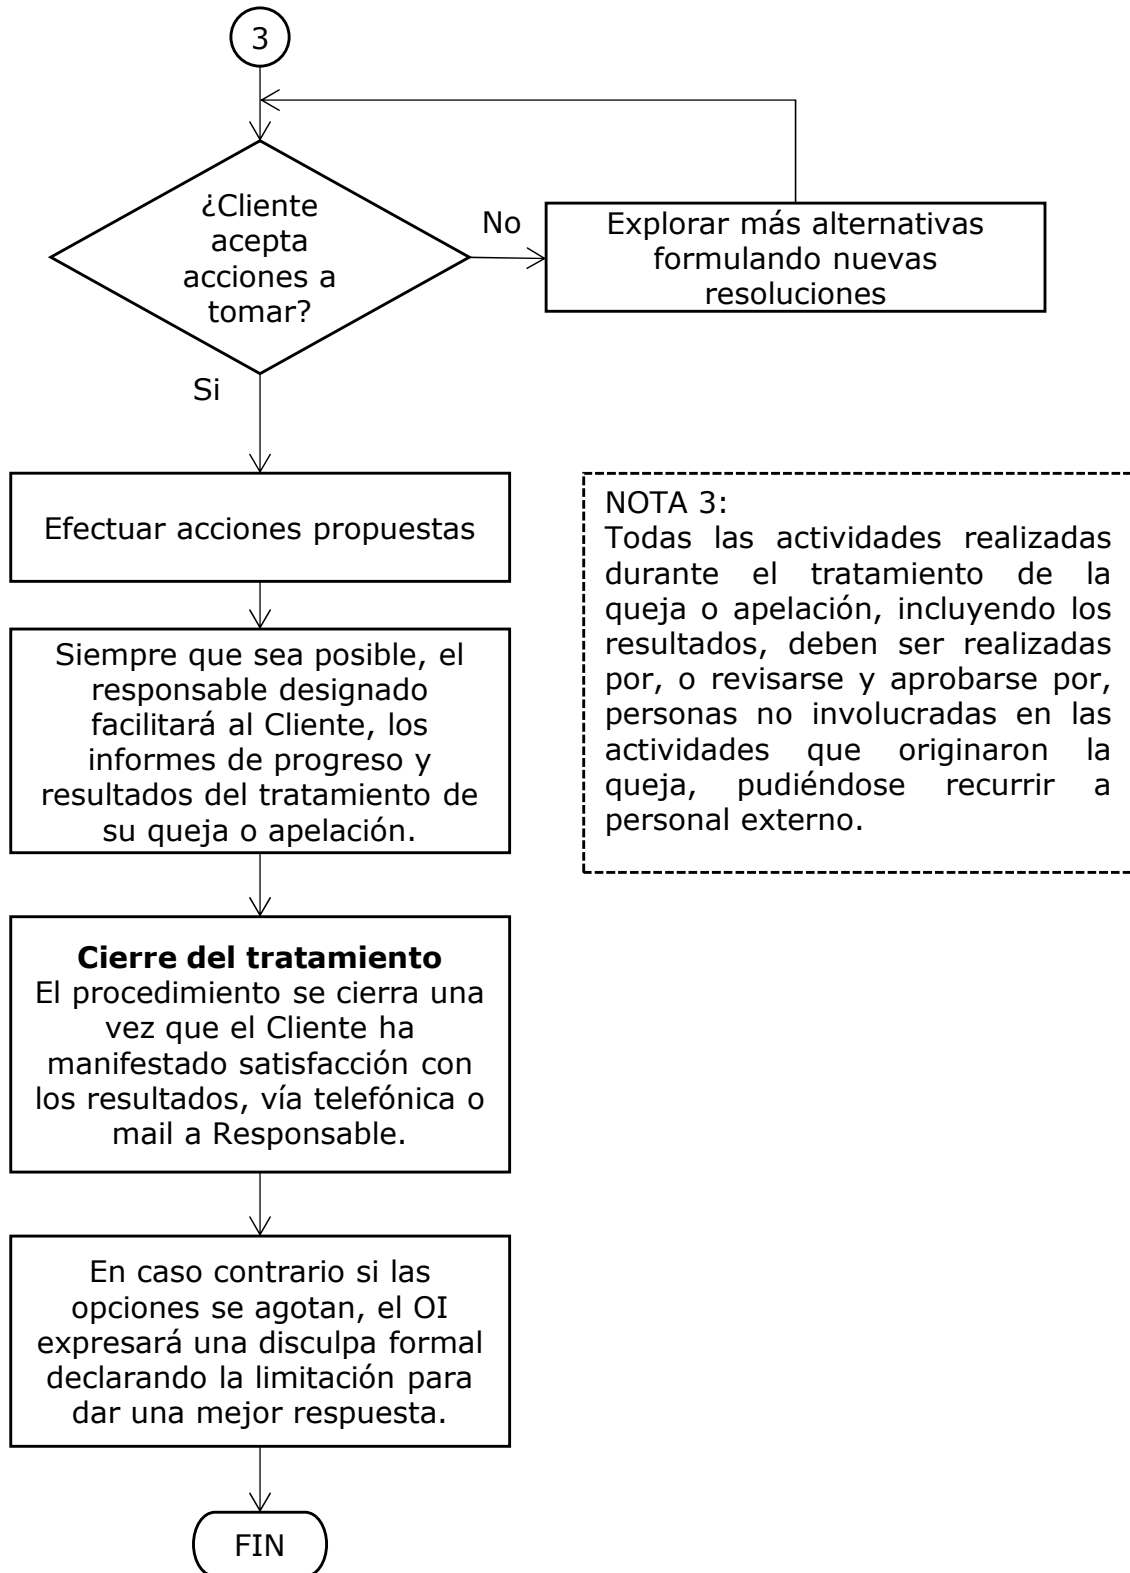 3
¿Cliente
acepta
acciones a
tomar?
No
Explorar más alternativas
formulando nuevas
resoluciones
Si
Efectuar acciones propuestas
NOTA 3:
Todas las actividades realizadas
durante el tratamiento de la
queja o apelación, incluyendo los
resultados, deben ser realizadas
por, o revisarse y aprobarse por,
personas no involucradas en las
actividades que originaron la
queja, pudiéndose recurrir a
personal externo.
Siempre que sea posible, el
responsable designado
facilitará al Cliente, los
informes de progreso y
resultados del tratamiento de
su queja o apelación.
Cierre del tratamiento
El procedimiento se cierra una
vez que el Cliente ha
manifestado satisfacción con
los resultados, vía telefónica o
mail a Responsable.
En caso contrario si las
opciones se agotan, el OI
expresará una disculpa formal
declarando la limitación para
dar una mejor respuesta.
FIN